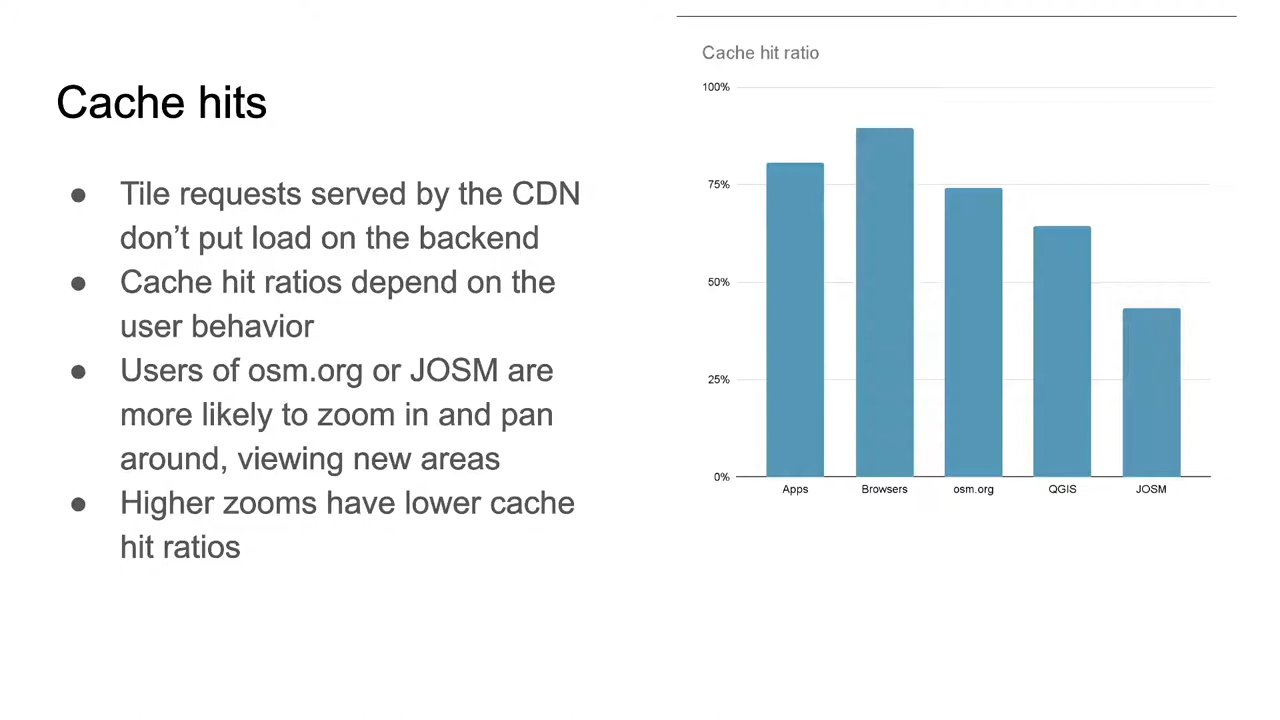 Cache hits
● Tile requests served by the CDN
don’t put load on the backend
● Cache hit ratios depend on the
user behavior
● Users of osm.org or JOSM are
more likely to zoom in and pan
around, viewing new areas
● Higher zooms have lower cache
hit ratios
Cache hit ratio
100%
75%
50%
25%
0%
Apps Browsers osm.org QGIS JOSM